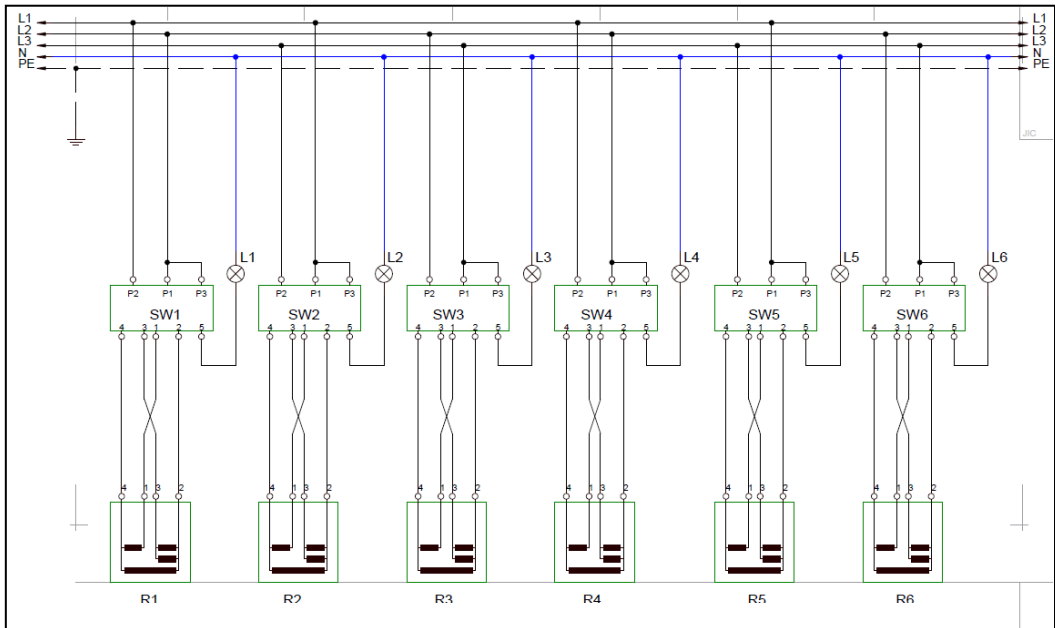 L1 L1
L2 L2
L3 L3
N N
PE PE
JIC
L1 L2 L3 L4 L5 L6
P2 P1 P3 P2 P1 P3 P2 P1 P3 P2 P1 P3 P2 P1 P3 P2 P1 P3
SW1 SW2 SW3 SW4 SW5 SW6
4 3 1 2 5 4 3 1 2 5 4 3 1 2 5 4 3 1 2 5 4 3 1 2 5 4 3 1 2 5
4 1 3 2 4 1 3 2 4 1 3 2 4 1 3 2 4 1 3 2 4 1 3 2
R1 R2 R3 R4 R5 R6